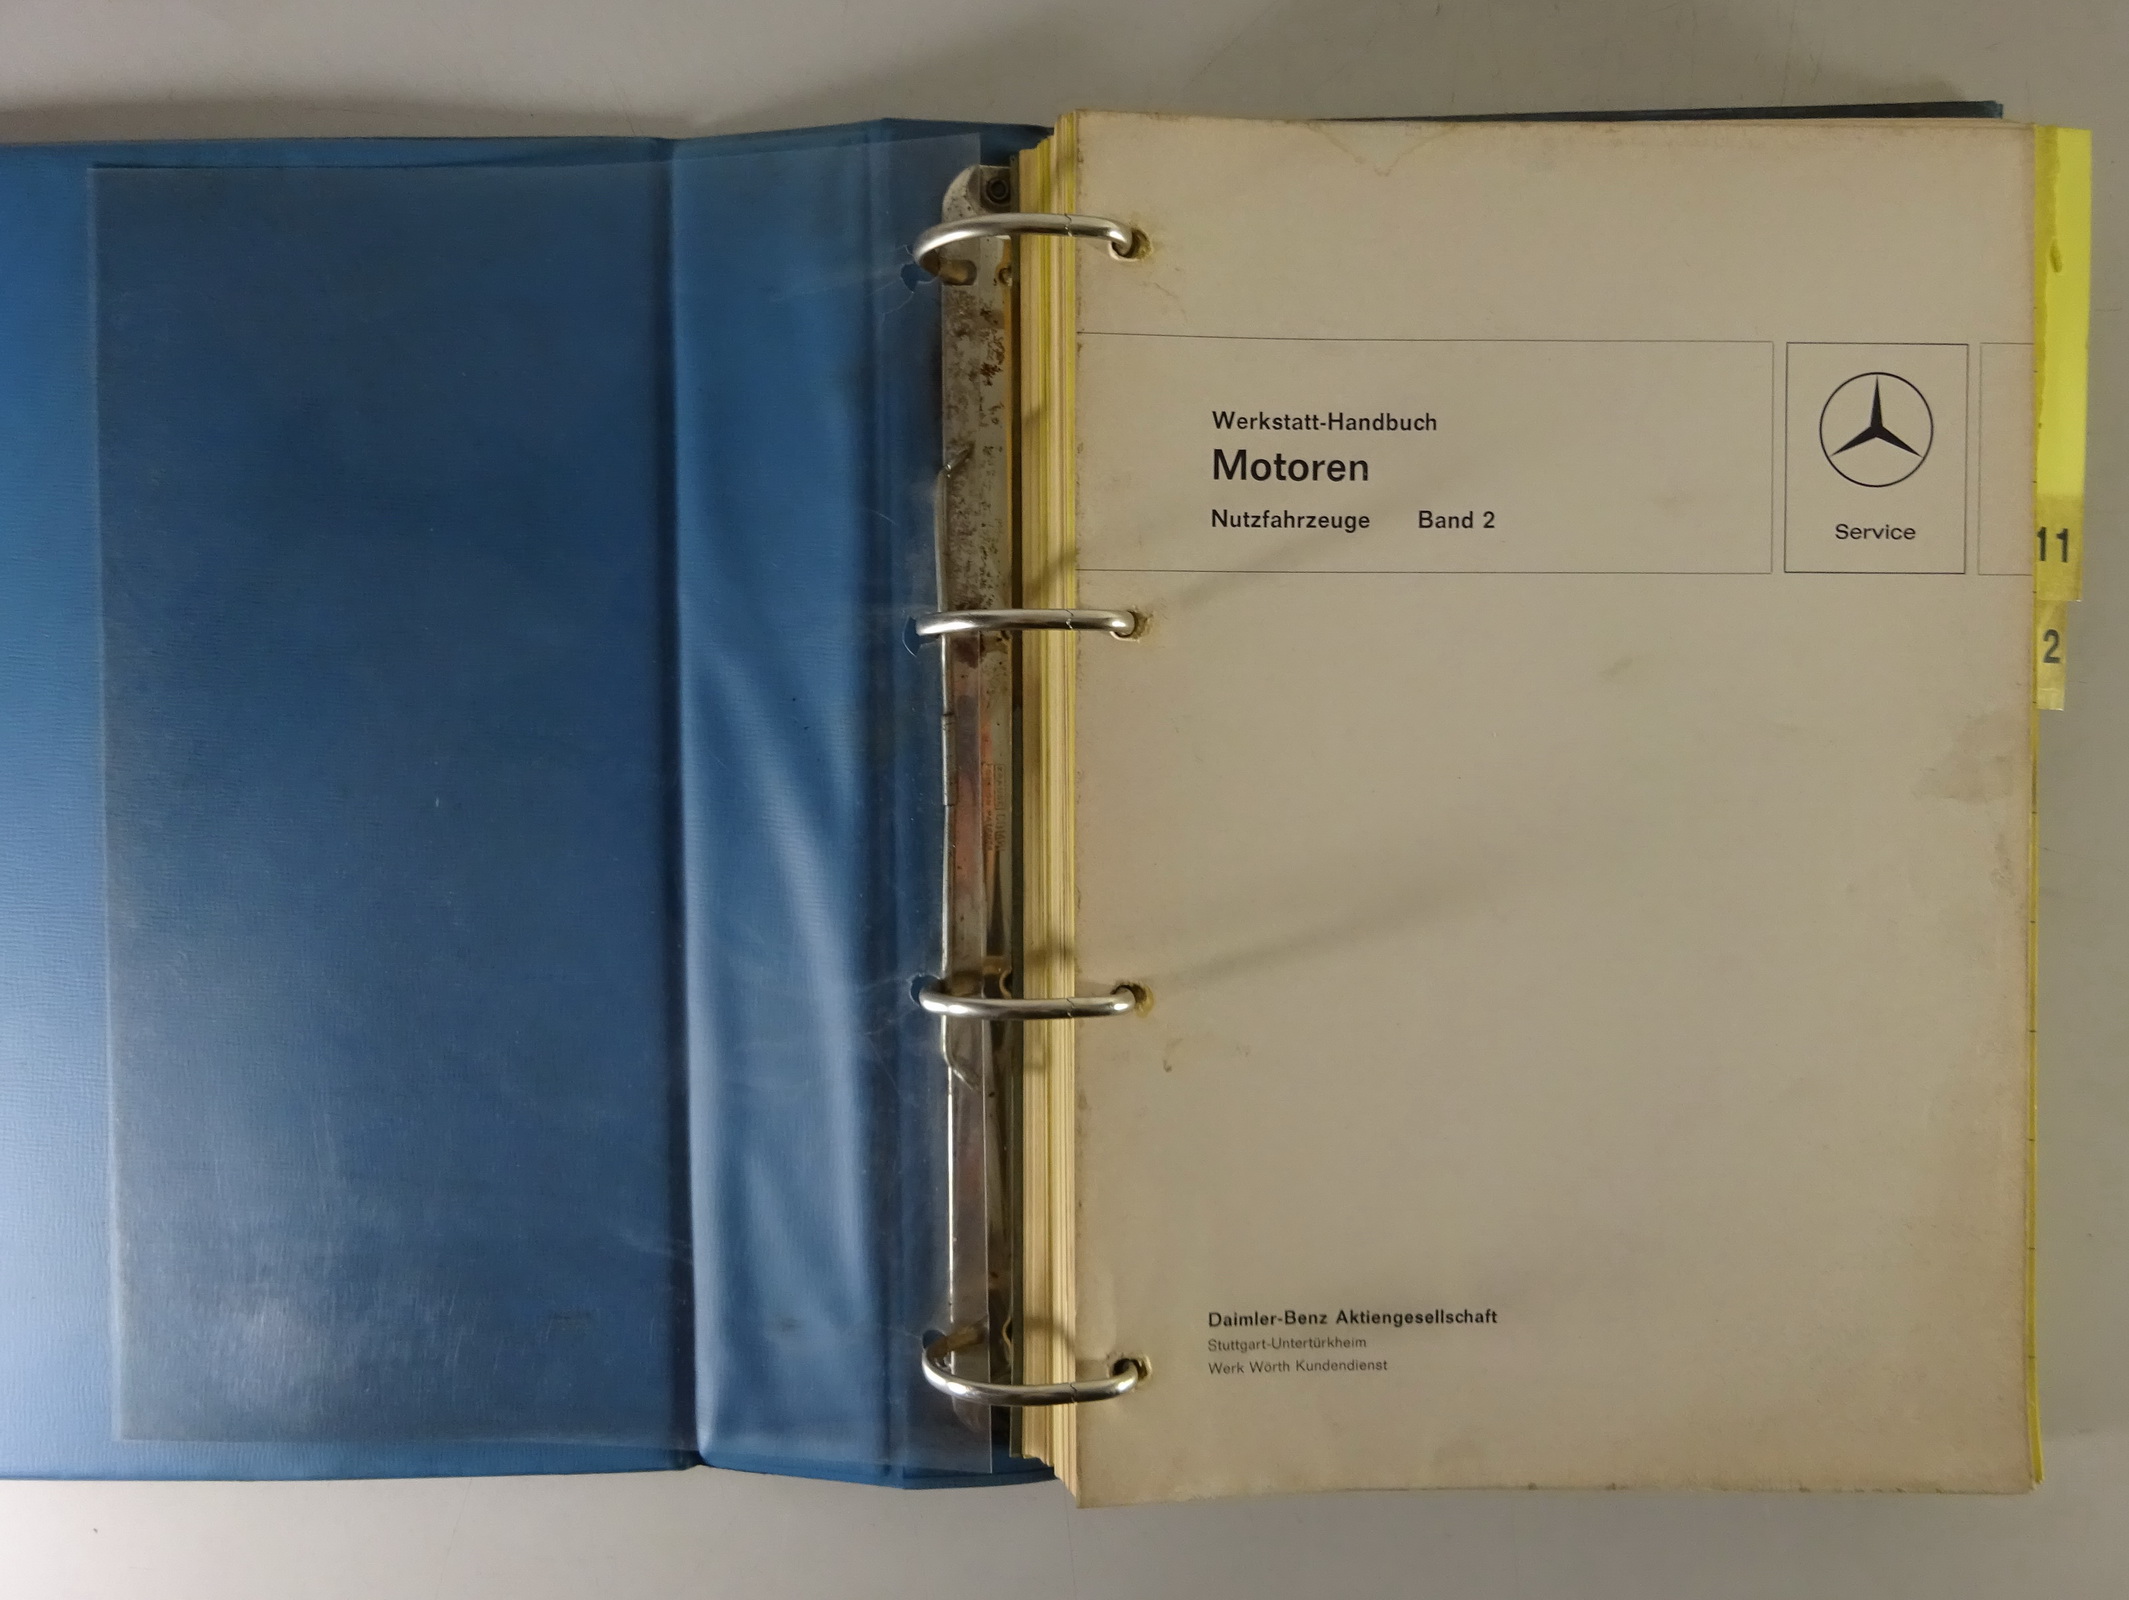 Werkstatt-Handbuch
Motoren
Nutzfahrzeuge Band 2
Service
11
2
Daimler-Benz Aktiengesellschaft
Stuttgart-Untertürkheim
Werk Wörth Kundendienst